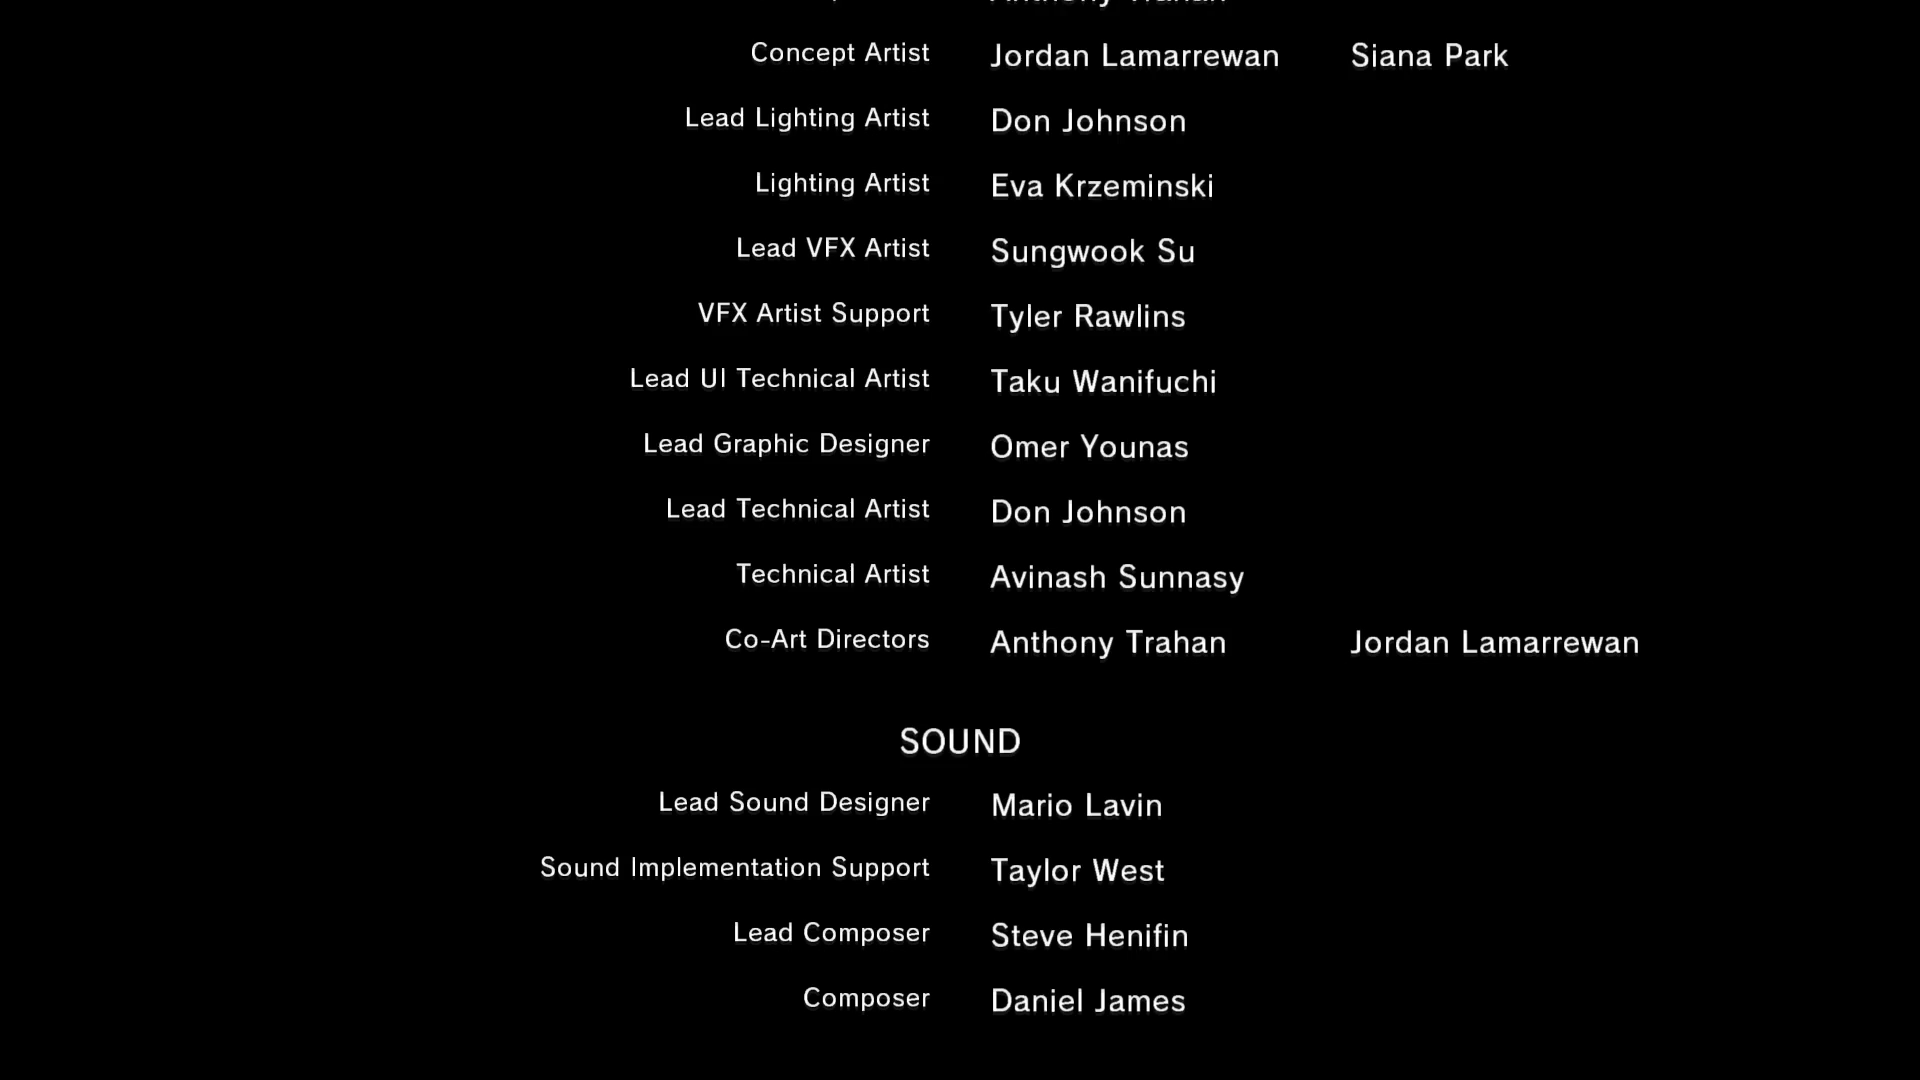 Concept Artist Jordan Lamarrewan Siana Park
Lead Lighting Artist Don Johnson
Lighting Artist Eva Krzeminski
Lead VFX Artist Sungwook Su
VFX Artist Support Tyler Rawlins
Lead UI Technical Artist Taku Wanifuchi
Lead Graphic Designer Omer Younas
Lead Technical Artist Don Johnson
Technical Artist Avinash Sunnasy
Co-Art Directors Anthony Trahan Jordan Lamarrewan
SOUND
Lead Sound Designer Mario Lavin
Sound Implementation Support Taylor West
Lead Composer Steve Henifin
Composer Daniel James